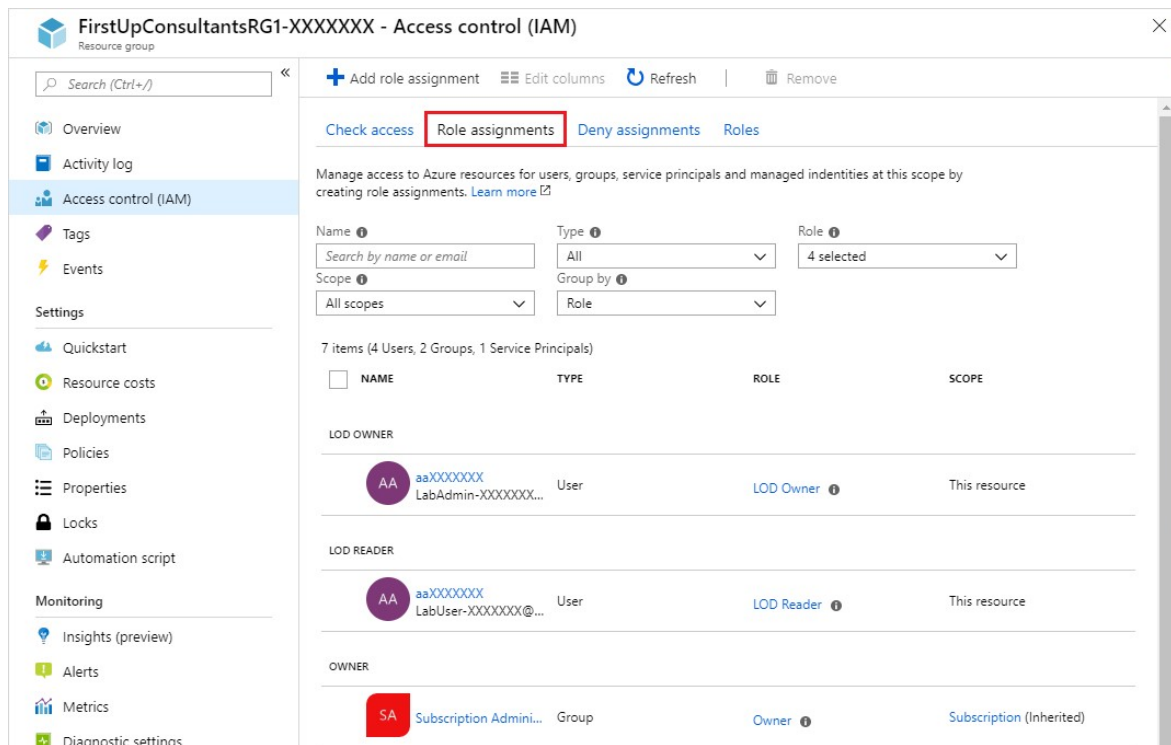 FirstUpConsultantsRG1-XXXXXXX - Access control (IAM)
Resource group
Search (Ctrl+/)
«
Overview
Activity log
Access control (IAM)
Tags
Events
Settings
Quickstart
Resource costs
Deployments
Policies
Properties
Locks
Automation script
Monitoring
Insights (preview)
Alerts
Metrics
Diagnostic settings
Add role assignment Edit columns Refresh Remove
Check access Role assignments Deny assignments Roles
Manage access to Azure resources for users, groups, service principals and managed indentities at this scope by
creating role assignments. Learn more
Name Type Role
Search by name or email All 4 selected
Scope Group by
All scopes Role
7 items (4 Users, 2 Groups, 1 Service Principals)
NAME TYPE ROLE SCOPE
LOD OWNER
AA aaXXXXXXX User LOD Owner This resource
LabAdmin-XXXXXXX...
LOD READER
AA aaXXXXXXX User LOD Reader This resource
LabUser-XXXXXXX@...
OWNER
SA Subscription Admini... Group Owner Subscription (Inherited)